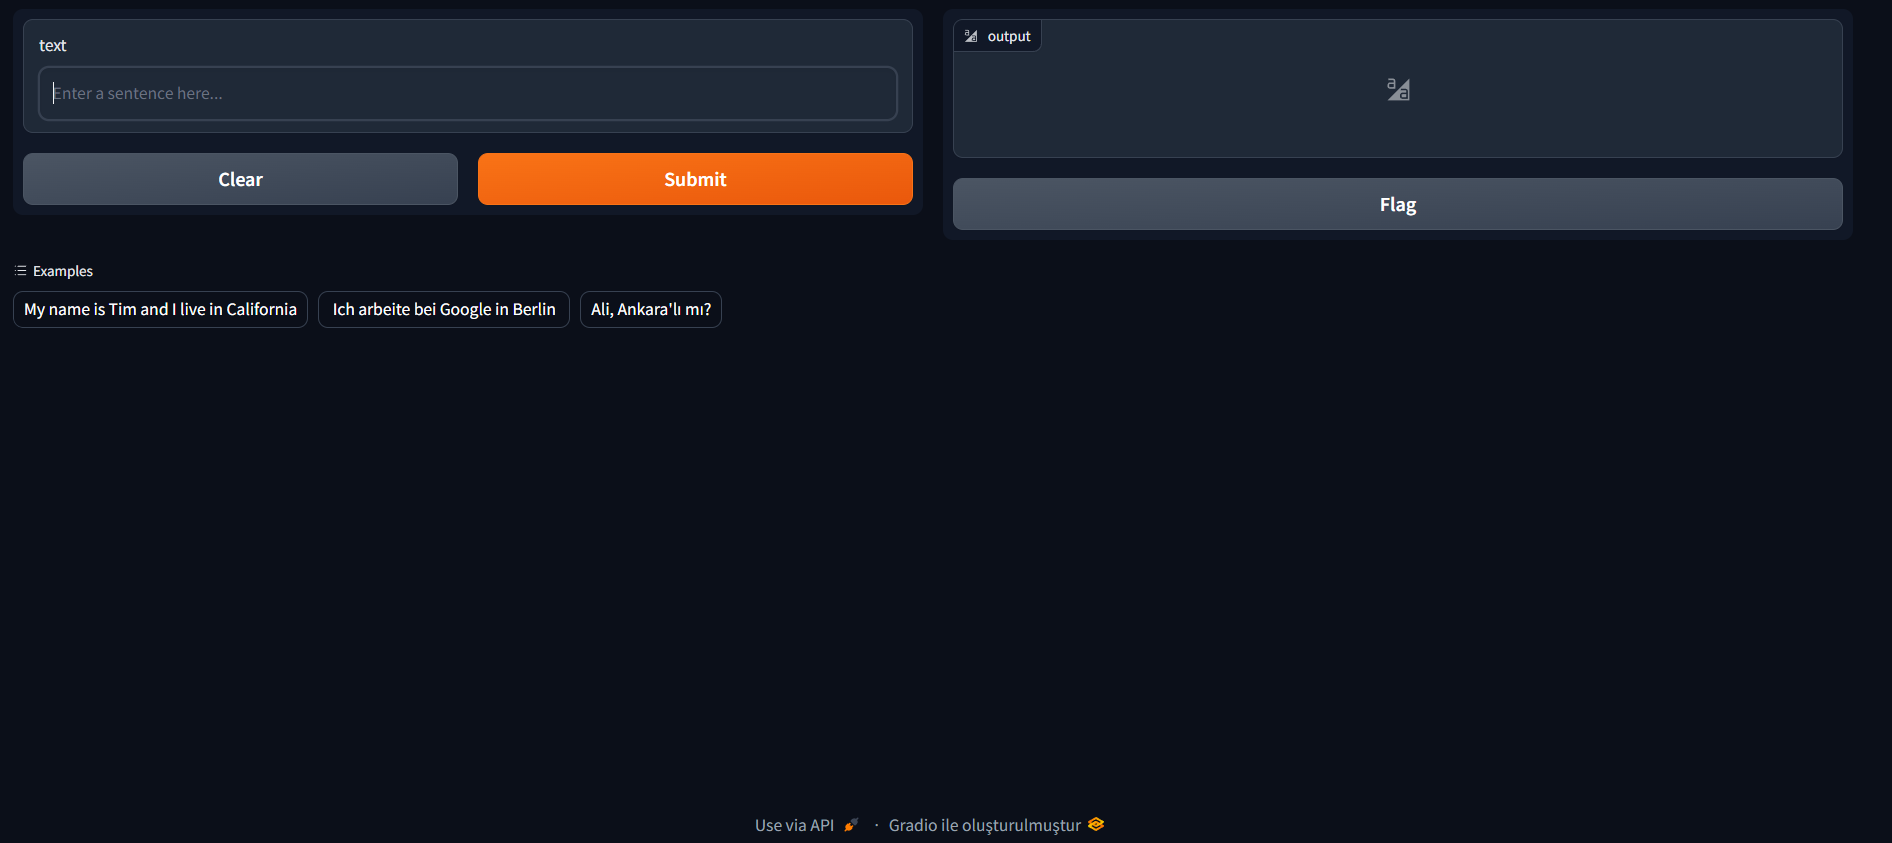 text
Enter a sentence here...
Clear
Submit
output
Flag
Examples
My name is Tim and I live in California
Ich arbeite bei Google in Berlin
Ali, Ankara'lı mı?
Use via API · Gradio ile oluşturulmuştur